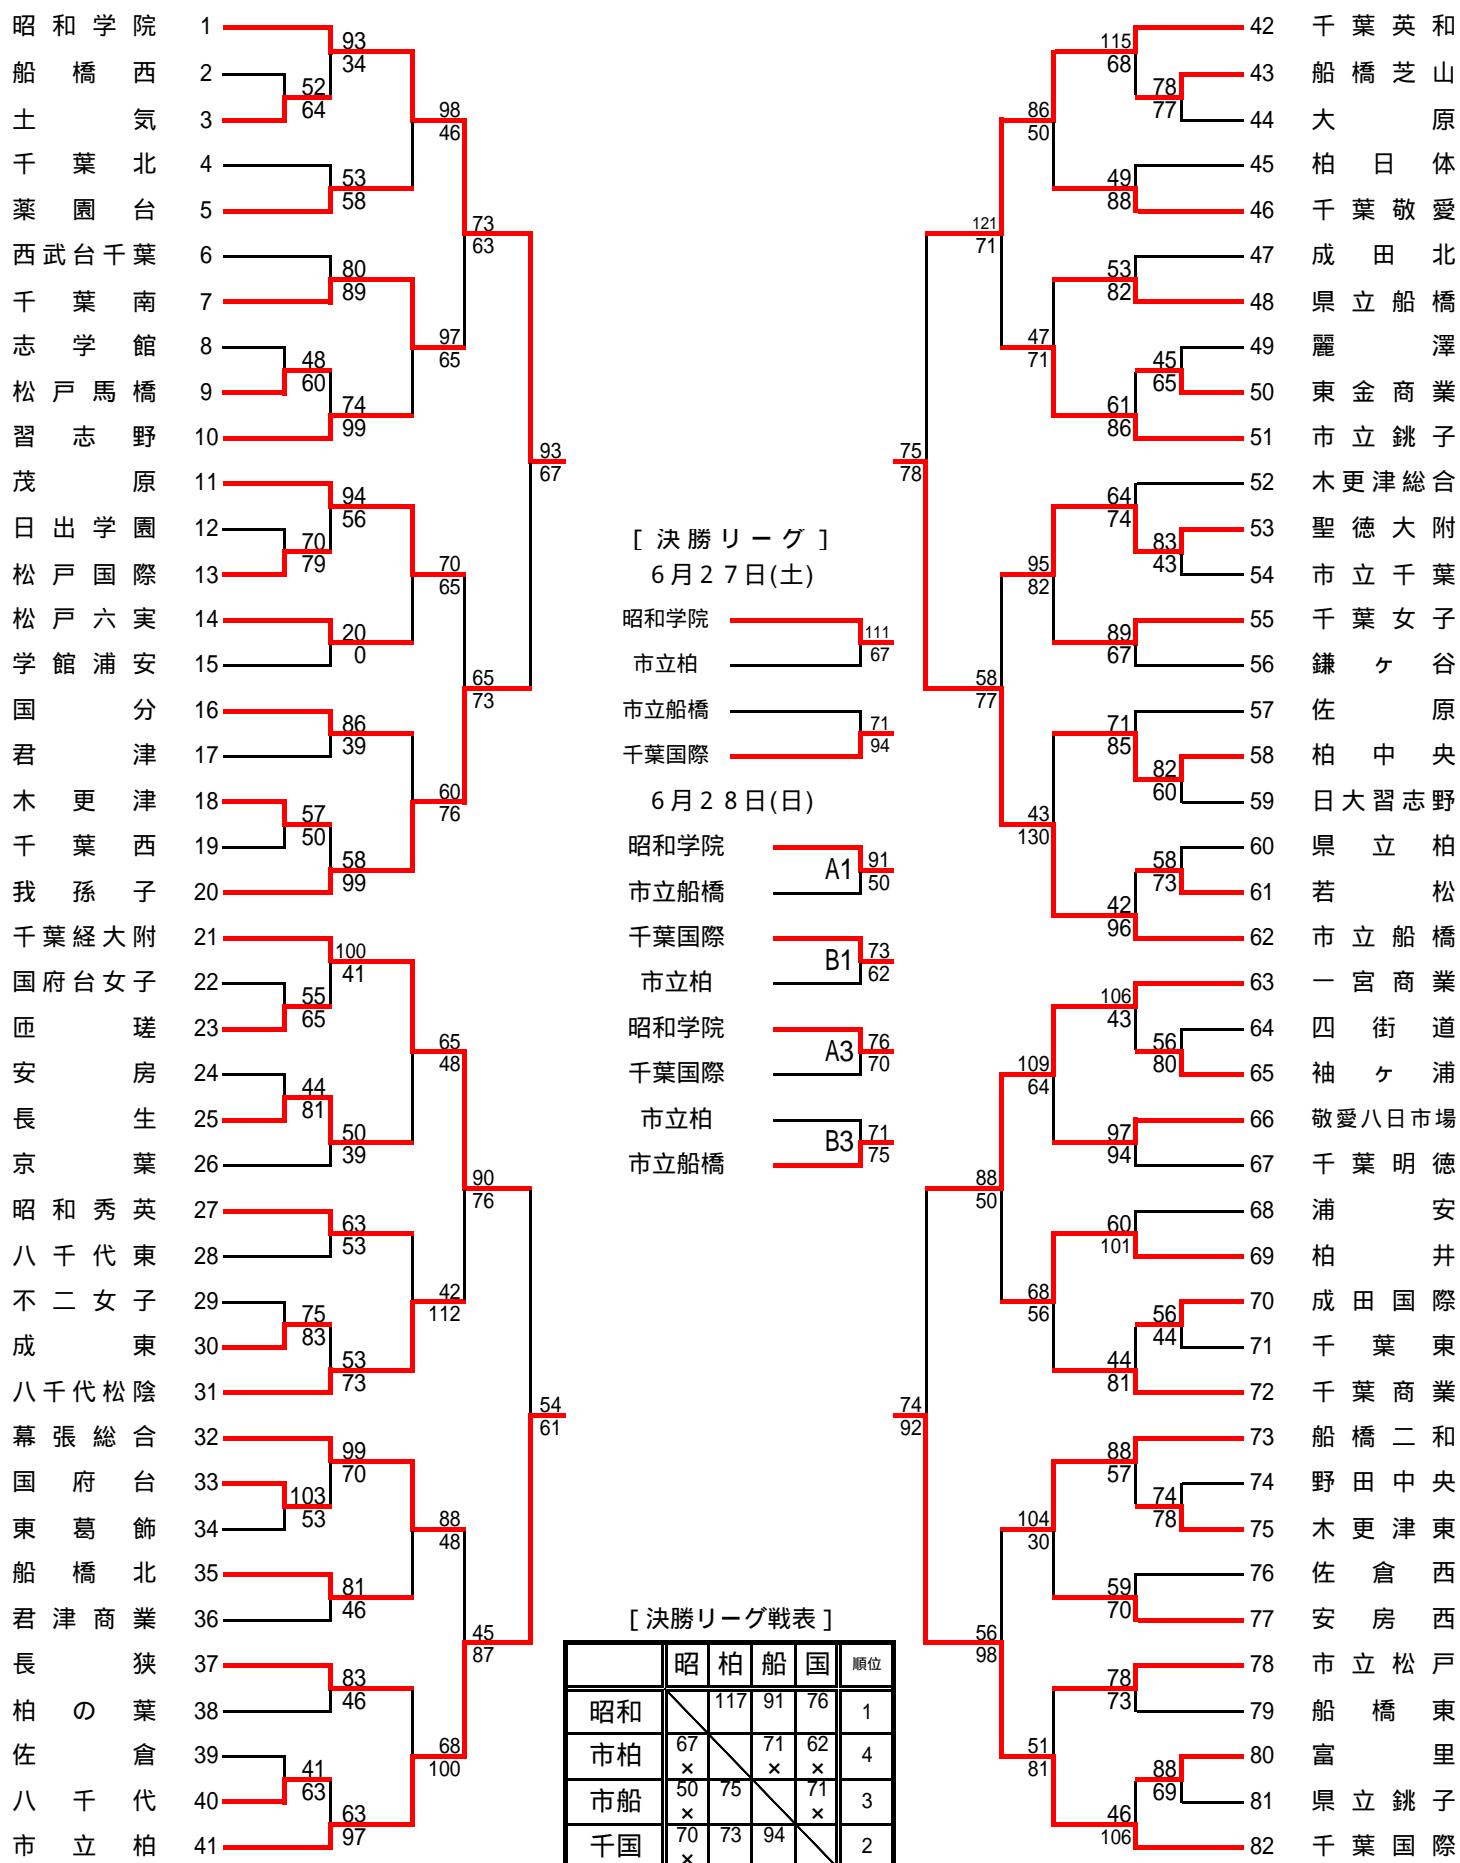 昭和学院 1
船橋西 2
土気 3
千葉北 4
薬園台 5
西武台千葉 6
千葉南 7
志学館 8
松戸馬橋 9
習志野 10
茂原 11
日出学園 12
松戸国際 13
松戸六実 14
学館浦安 15
国分 16
君津 17
木更津 18
千葉西 19
我孫子 20
千葉経大附 21
国府台女子 22
匝瑳 23
安房 24
長生 25
京葉 26
昭和秀英 27
八千代東 28
不二女子 29
成東 30
八千代松陰 31
幕張総合 32
国府台 33
東葛飾 34
船橋北 35
君津商業 36
長狭 37
柏の葉 38
佐倉 39
八千代 40
市立柏 41
52
64
48
60
70
79
57
50
55
65
44
81
75
83
103
53
41
63
93
34
53
58
80
89
74
99
94
56
20
0
86
39
58
99
100
41
50
39
63
53
53
73
99
70
81
46
83
46
63
97
98
46
97
65
70
65
60
76
65
48
42
112
88
48
68
100
73
63
65
73
90
76
45
87
93
67
54
61
[ 決勝リーグ ]
6月27日(土)
昭和学院
111
67
市立柏
市立船橋
71
94
千葉国際
6月28日(日)
昭和学院
A1 91
50
市立船橋
千葉国際
B1 73
62
市立柏
昭和学院
A3 76
70
千葉国際
市立柏
B3 71
75
市立船橋
[ 決勝リーグ戦表 ]
昭 柏 船 国 順位
昭和 117 91 76 1
市柏 67 × 71 × 62 × 4
市船 50 × 75 71 × 3
千国 70 × 73 94 2
75
78
74
92
121
71
58
77
88
50
56
98
86
50
47
71
95
82
43
130
109
64
68
56
104
30
51
81
115
68
49
88
53
82
61
86
64
74
89
67
71
85
42
96
106
43
97
94
60
101
44
81
88
57
59
70
78
73
46
106
78
77
45
65
83
43
82
60
58
73
56
80
56
44
74
78
88
69
42 千葉英和
43 船橋芝山
44 大原
45 柏日体
46 千葉敬愛
47 成田北
48 県立船橋
49 麗澤
50 東金商業
51 市立銚子
52 木更津総合
53 聖徳大附
54 市立千葉
55 千葉女子
56 鎌ヶ谷
57 佐原
58 柏中央
59 日大習志野
60 県立柏
61 若松
62 市立船橋
63 一宮商業
64 四街道
65 袖ヶ浦
66 敬愛八日市場
67 千葉明徳
68 浦安
69 柏井
70 成田国際
71 千葉東
72 千葉商業
73 船橋二和
74 野田中央
75 木更津東
76 佐倉西
77 安房西
78 市立松戸
79 船橋東
80 富里
81 県立銚子
82 千葉国際